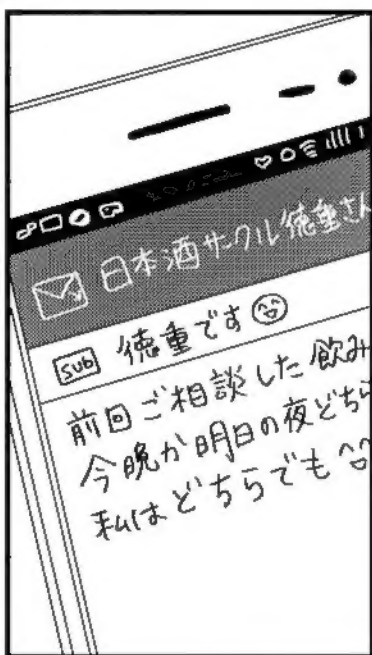 日本酒サークル徳重さん
sub 徳重です
前回ご相談した飲み
今晩か明日の夜どちら
私はどちらでも